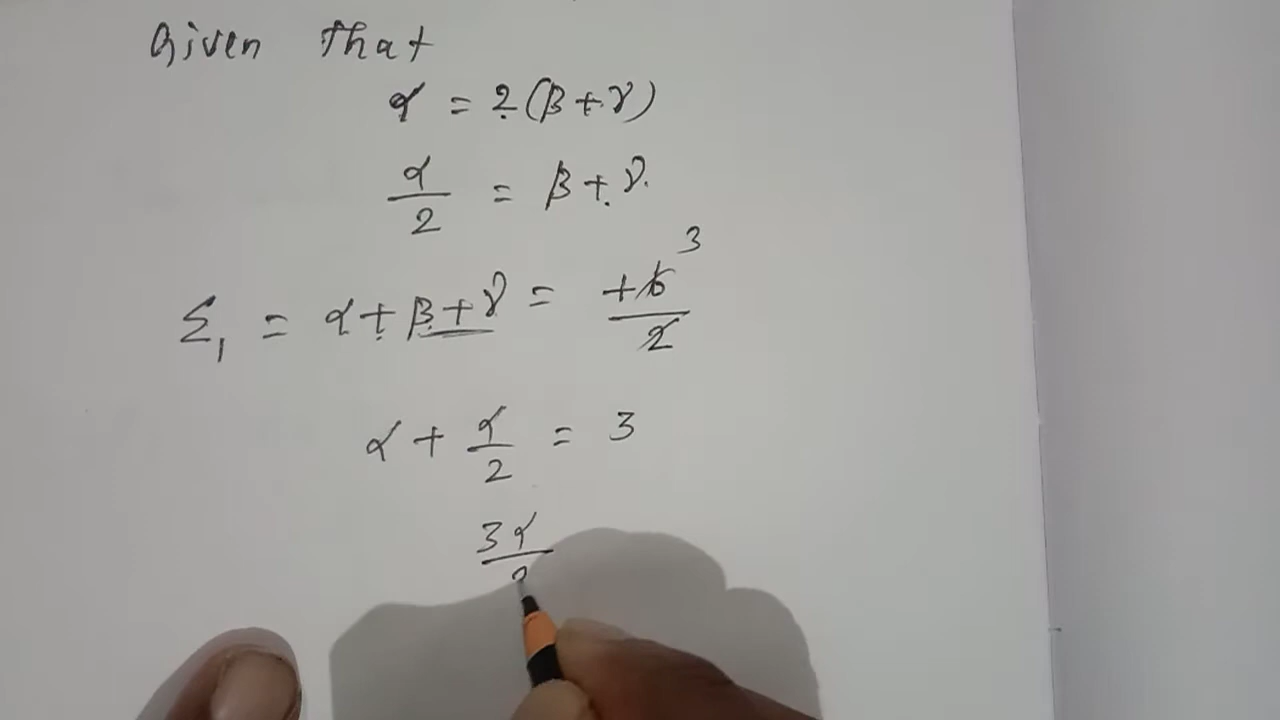 Given That
α = 2(β+γ)
α/2 = β+γ
Σ₁ = α+β+γ = +6/2 3
α + α/2 = 3
3α/2